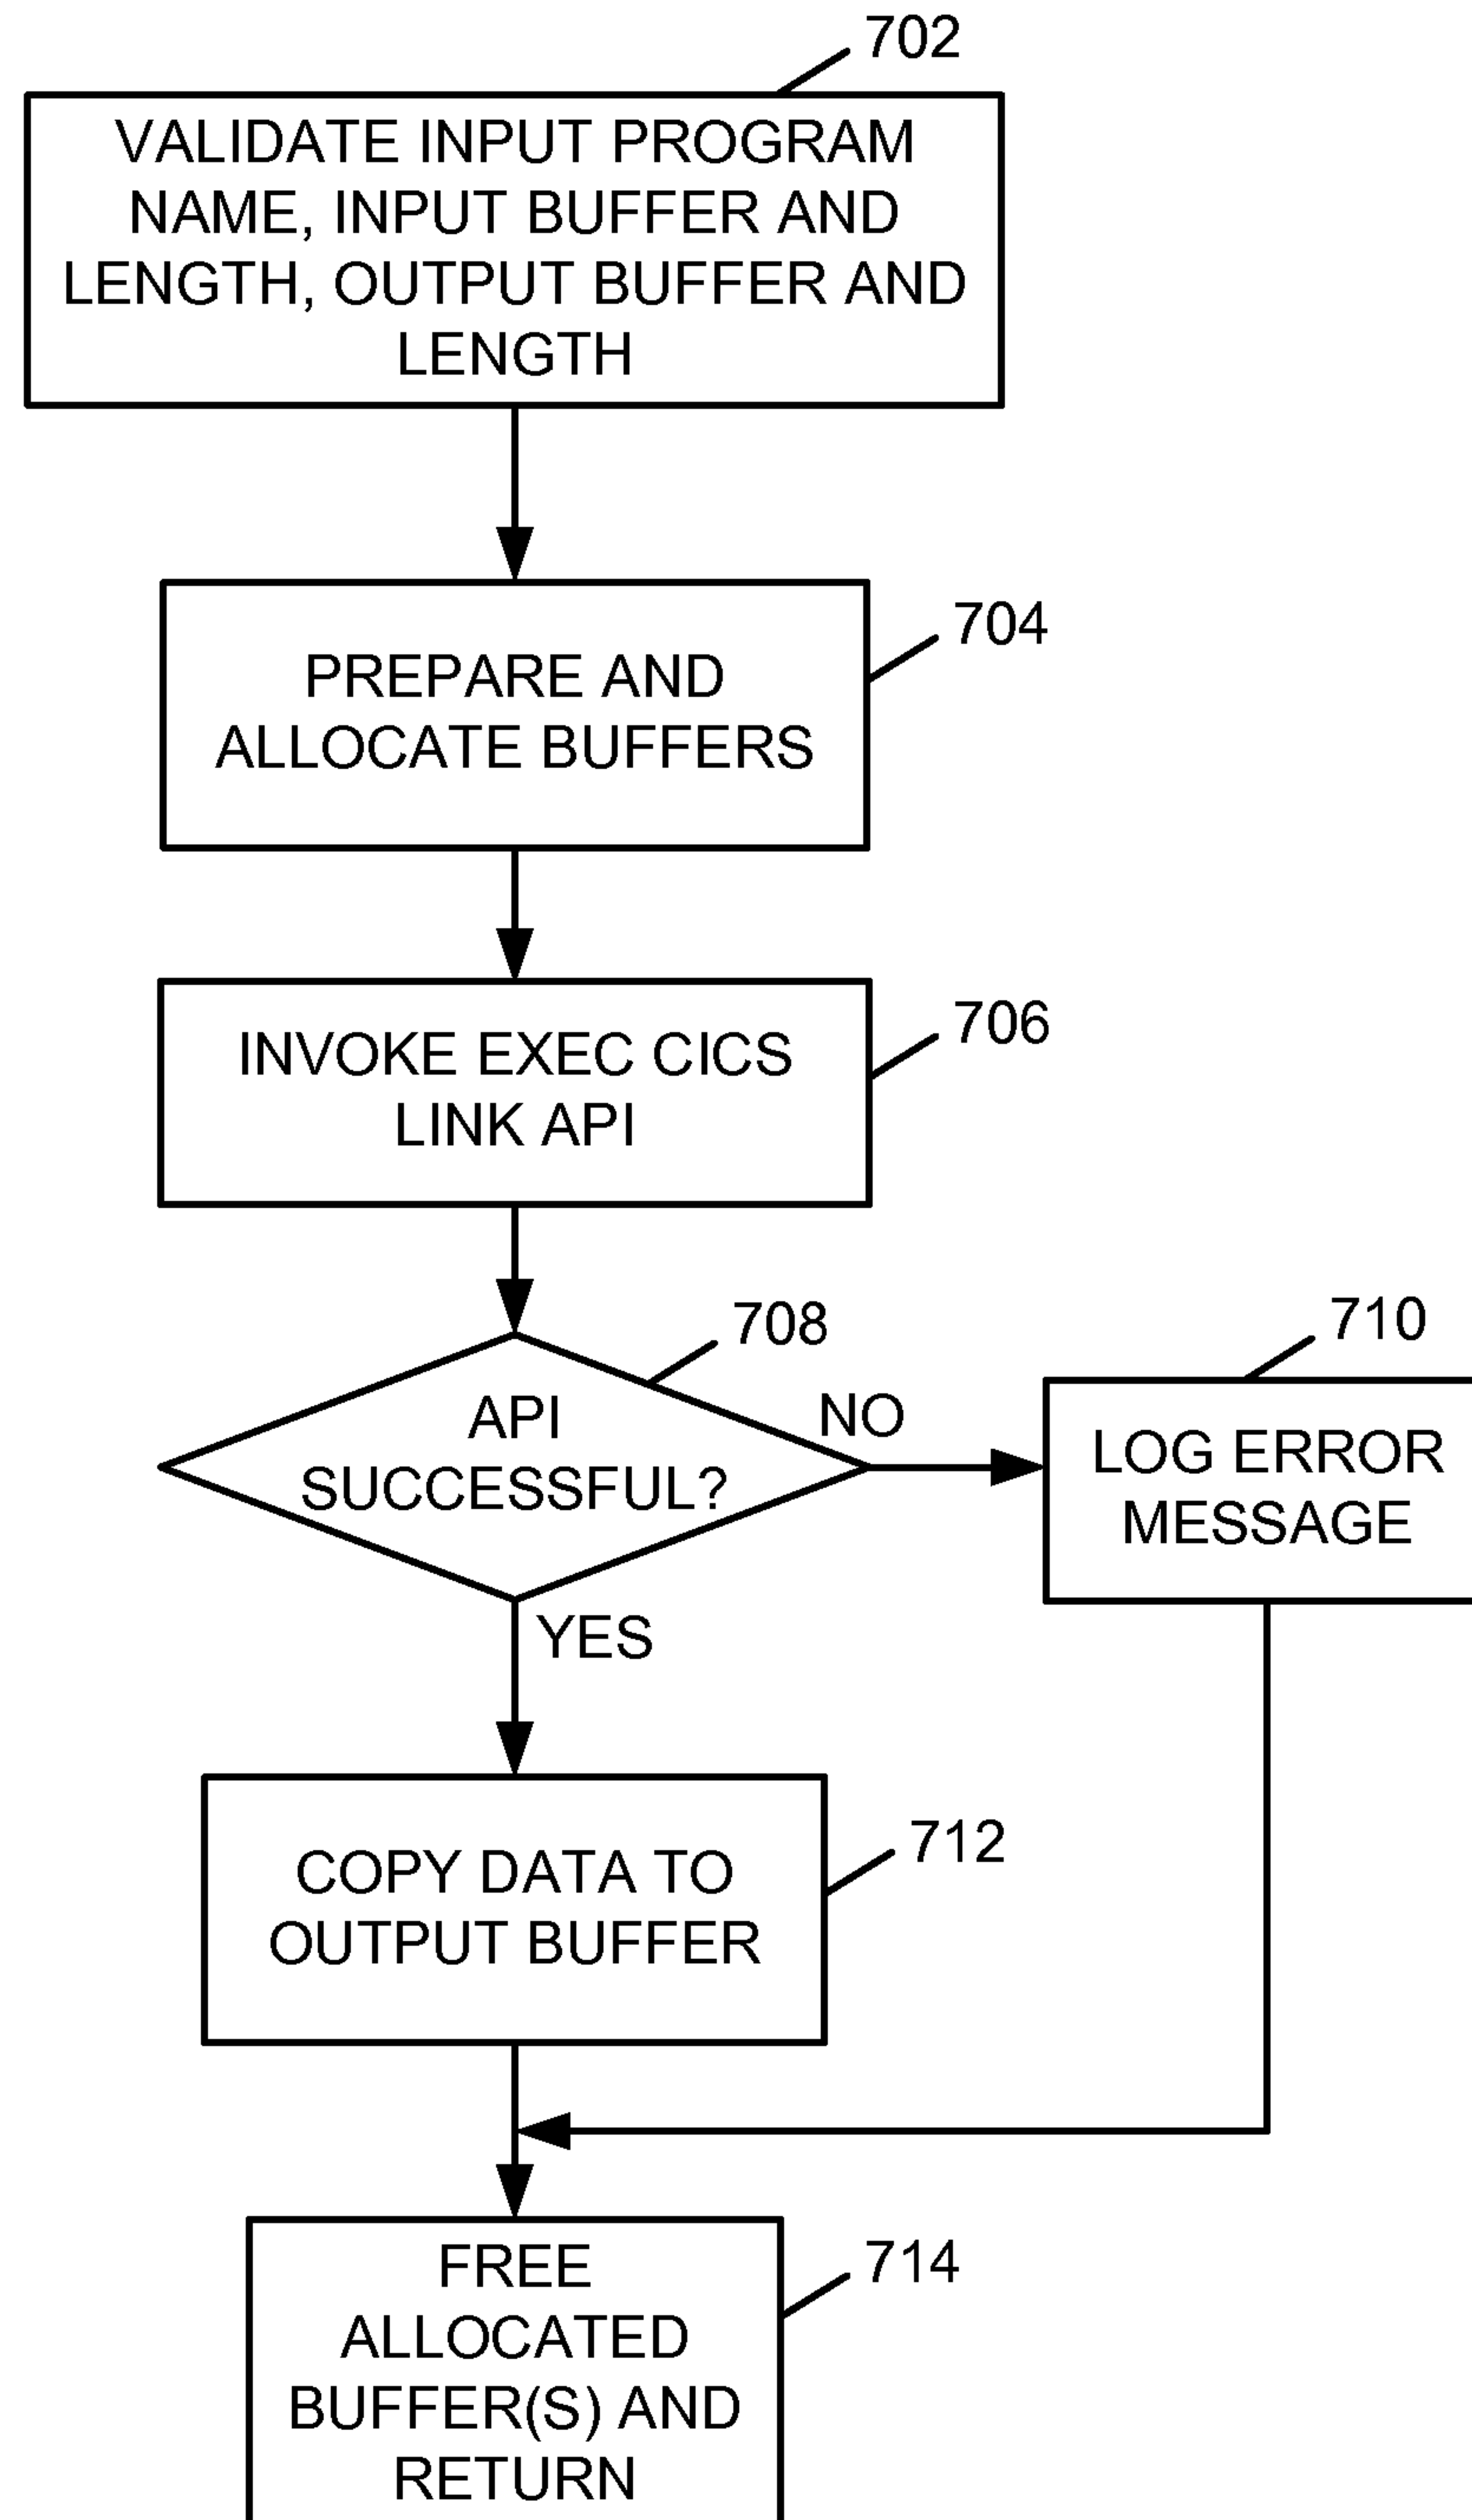 702
VALIDATE INPUT PROGRAM
NAME, INPUT BUFFER AND
LENGTH, OUTPUT BUFFER AND
LENGTH
704
PREPARE AND
ALLOCATE BUFFERS
706
INVOKE EXEC CICS
LINK API
708
API
SUCCESSFUL?
NO
710
LOG ERROR
MESSAGE
YES
712
COPY DATA TO
OUTPUT BUFFER
714
FREE
ALLOCATED
BUFFER(S) AND
RETURN